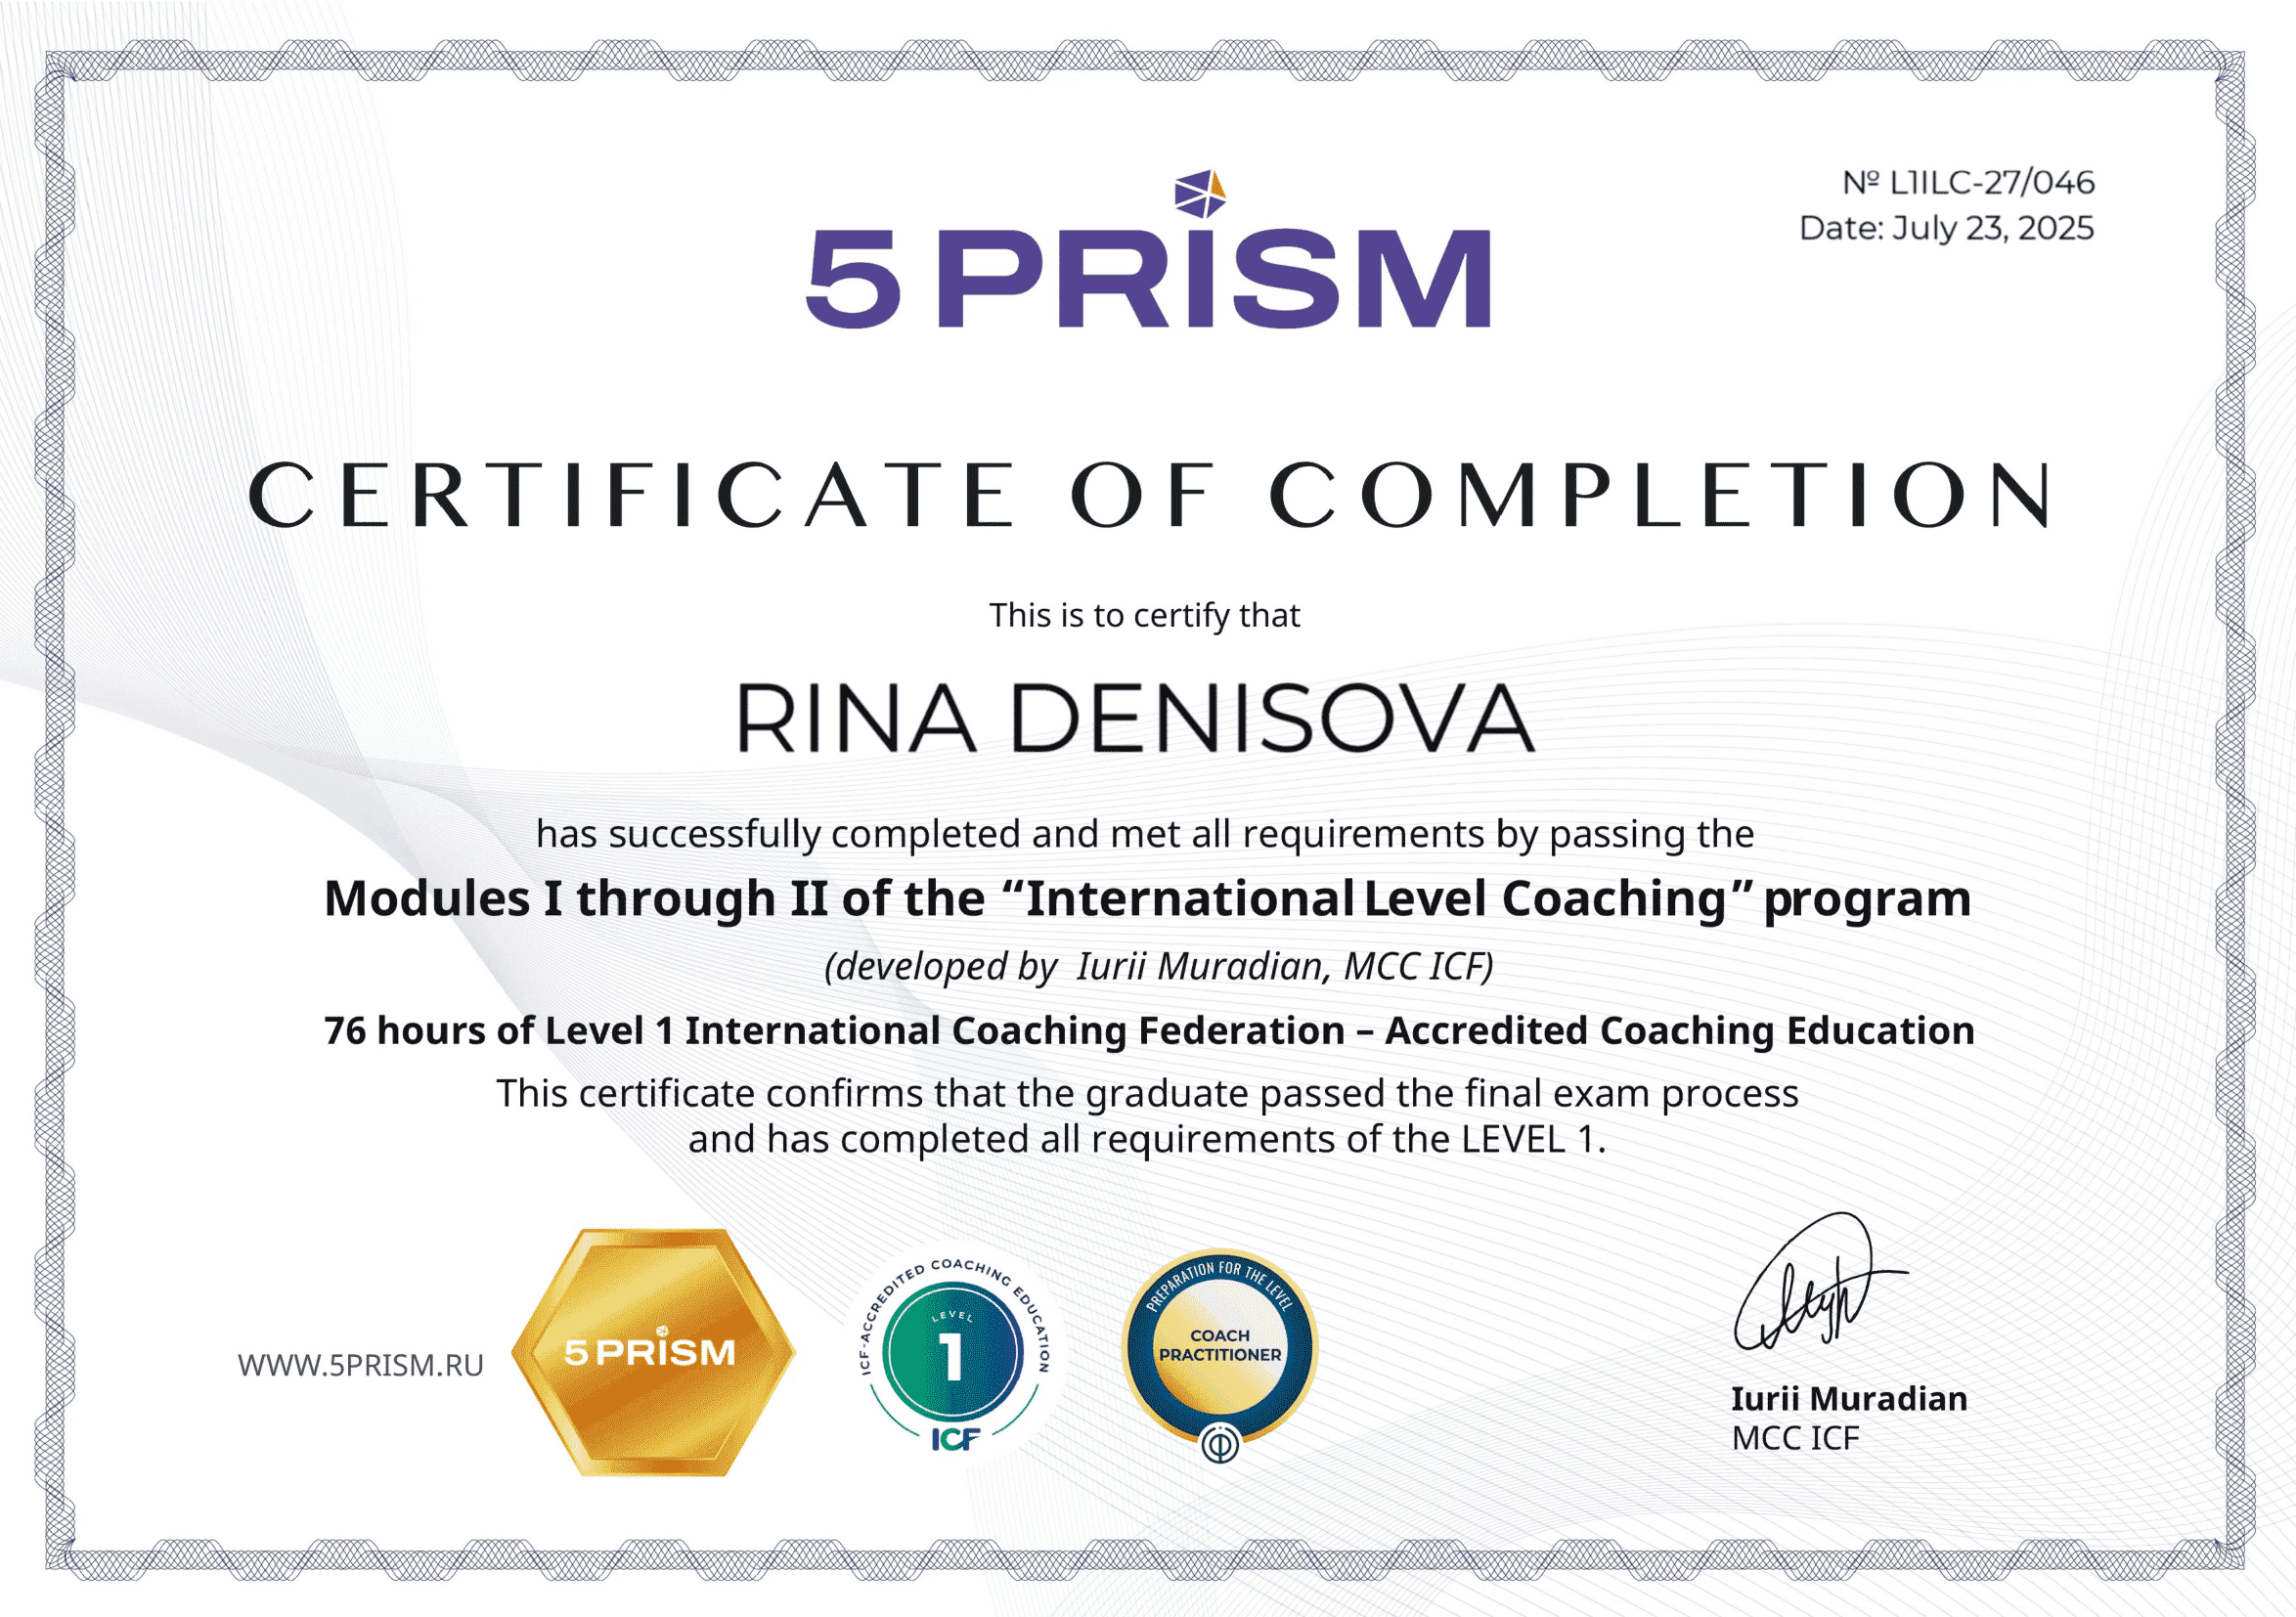 № L1ILC-27/046
Date: July 23, 2025
5 PRISM
CERTIFICATE OF COMPLETION
This is to certify that
RINA DENISOVA
has successfully completed and met all requirements by passing the
Modules I through II of the “International Level Coaching” program
(developed by Iurii Muradian, MCC ICF)
76 hours of Level 1 International Coaching Federation – Accredited Coaching Education
This certificate confirms that the graduate passed the final exam process
and has completed all requirements of the LEVEL 1.
WWW.5PRISM.RU
5 PRISM
ICF-ACCREDITED COACHING EDUCATION
LEVEL
1
ICF
PREPARATION FOR THE LEVEL
COACH
PRACTITIONER
Iurii Muradian
MCC ICF